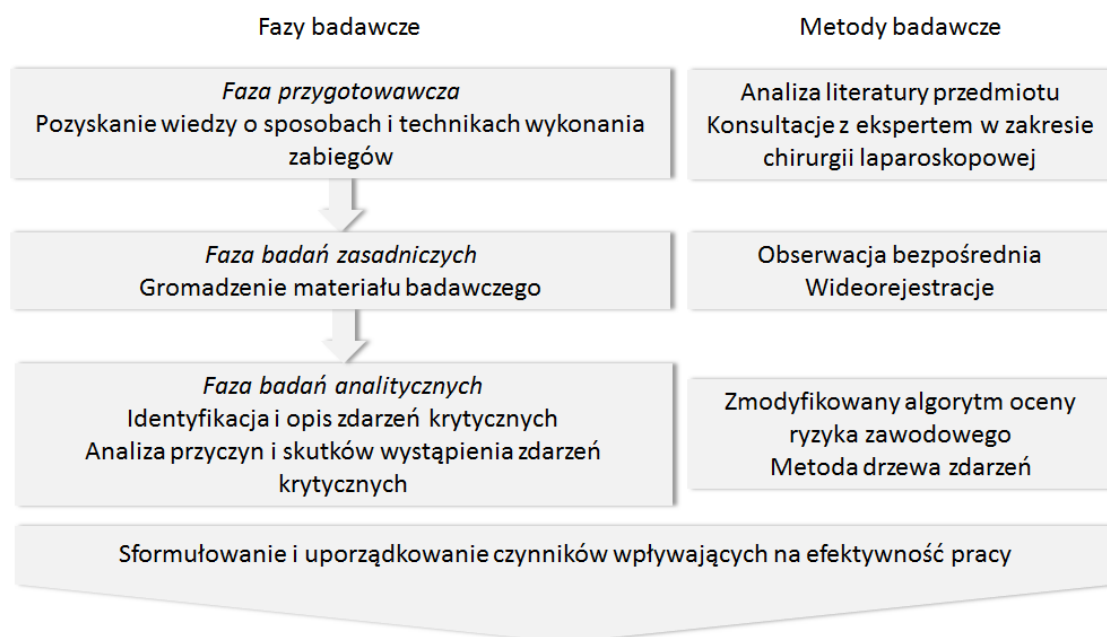 Fazy badawcze
Metody badawcze
Faza przygotowawcza
Pozyskanie wiedzy o sposobach i technikach wykonania
zabiegów
Analiza literatury przedmiotu
Konsultacje z ekspertem w zakresie
chirurgii laparoskopowej
Faza badań zasadniczych
Gromadzenie materiału badawczego
Obserwacja bezpośrednia
Wideorejestracje
Faza badań analitycznych
Identyfikacja i opis zdarzeń krytycznych
Analiza przyczyn i skutków wystąpienia zdarzeń
krytycznych
Zmodyfikowany algorytm oceny
ryzyka zawodowego
Metoda drzewa zdarzeń
Sformułowanie i uporządkowanie czynników wpływających na efektywność pracy